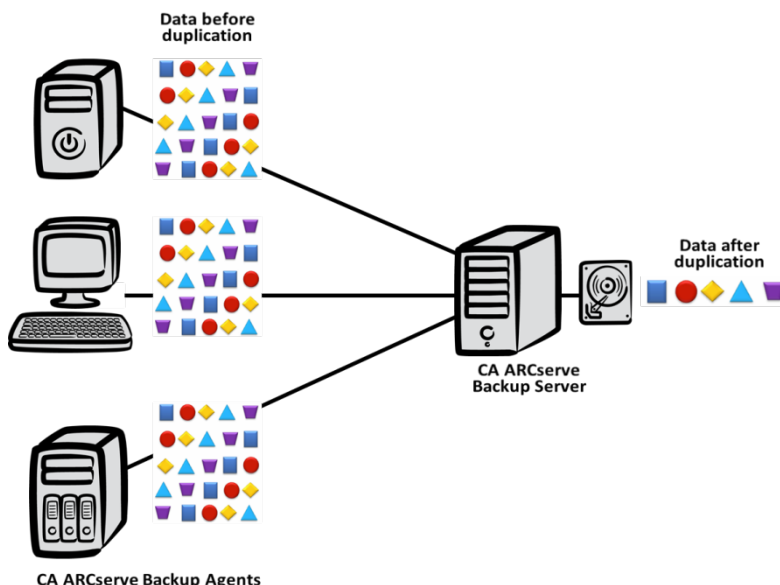 Data before
duplication
Data after
duplication
CA ARCserve
Backup Server
CA ARCserve Backup Agents